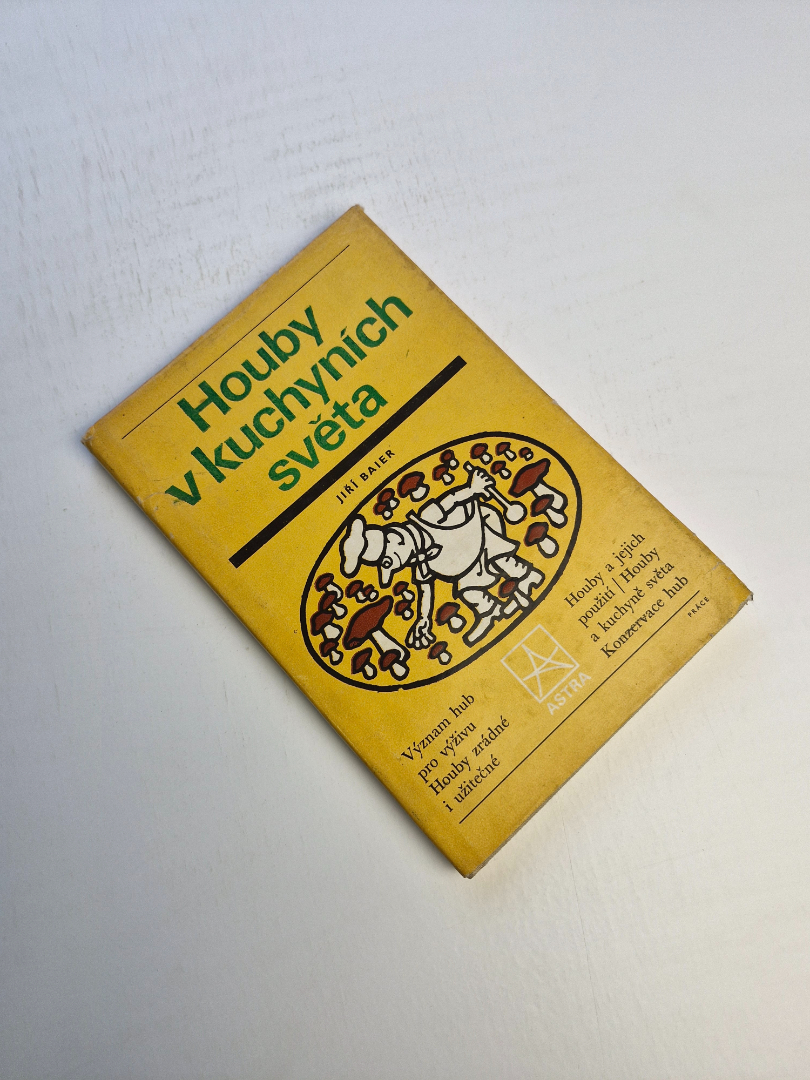 Houby
v kuchyních
světa
JIŘÍ BAIER
Význam hub
pro výživu
Houby zrádné
i užitečné
ASTRA
Houby a jejich
použití | Houby
a kuchyně světa
Konzervace hub
PRÁCE